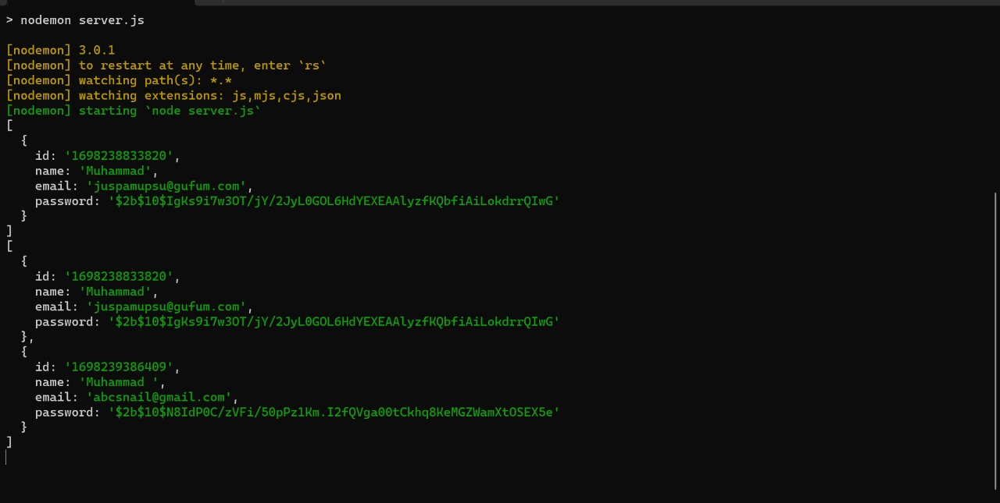 > nodemon server.js
[nodemon] 3.0.1
[nodemon] to restart at any time, enter `rs`
[nodemon] watching path(s): *.*
[nodemon] watching extensions: js,mjs,cjs,json
[nodemon] starting `node server.js`
[
  {
    id: '1698238833820',
    name: 'Muhammad',
    email: 'juspamupsu@gufum.com',
    password: '$2b$10$IgKs9i7w3OT/jY/2JyL0GOL6HdYEXEAAlyzfKQbfiAiLokdrrQIwG'
  }
]
[
  {
    id: '1698238833820',
    name: 'Muhammad',
    email: 'juspamupsu@gufum.com',
    password: '$2b$10$IgKs9i7w3OT/jY/2JyL0GOL6HdYEXEAAlyzfKQbfiAiLokdrrQIwG'
  },
  {
    id: '1698239386409',
    name: 'Muhammad ',
    email: 'abcsnail@gmail.com',
    password: '$2b$10$N8IdP0C/zVFi/50pPz1Km.I2fQVga00tCkhq8KeMGZWamXtOSEX5e'
  }
]